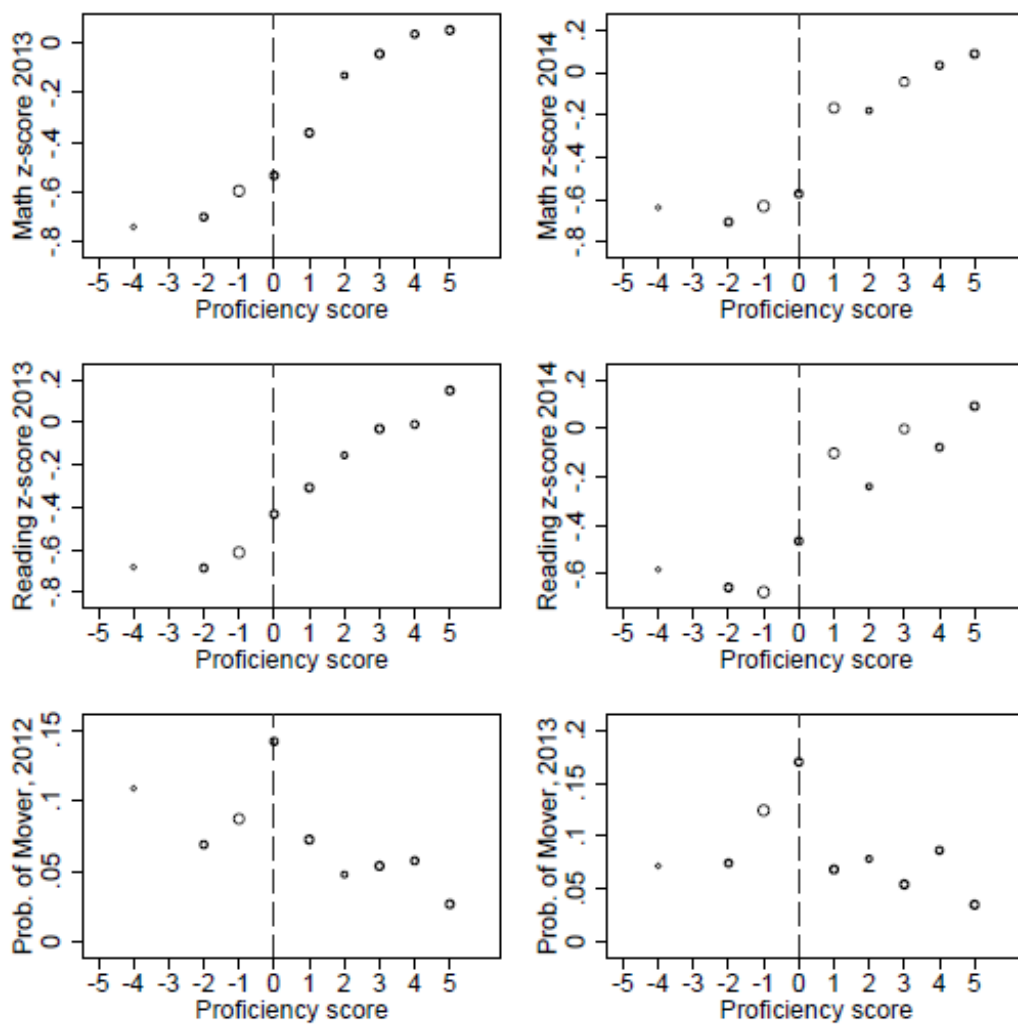 Math z-score 2013
0
-.2
-.4
-.6
-.8
-5 -4 -3 -2 -1 0 1 2 3 4 5
Proficiency score
Math z-score 2014
.2
0
-.2
-.4
-.6
-.8
-5 -4 -3 -2 -1 0 1 2 3 4 5
Proficiency score
Reading z-score 2013
.2
0
-.2
-.4
-.6
-.8
-5 -4 -3 -2 -1 0 1 2 3 4 5
Proficiency score
Reading z-score 2014
.2
0
-.2
-.4
-.6
-5 -4 -3 -2 -1 0 1 2 3 4 5
Proficiency score
Prob. of Mover, 2012
.15
.1
.05
0
-5 -4 -3 -2 -1 0 1 2 3 4 5
Proficiency score
Prob. of Mover, 2013
.2
.15
.1
.05
0
-5 -4 -3 -2 -1 0 1 2 3 4 5
Proficiency score